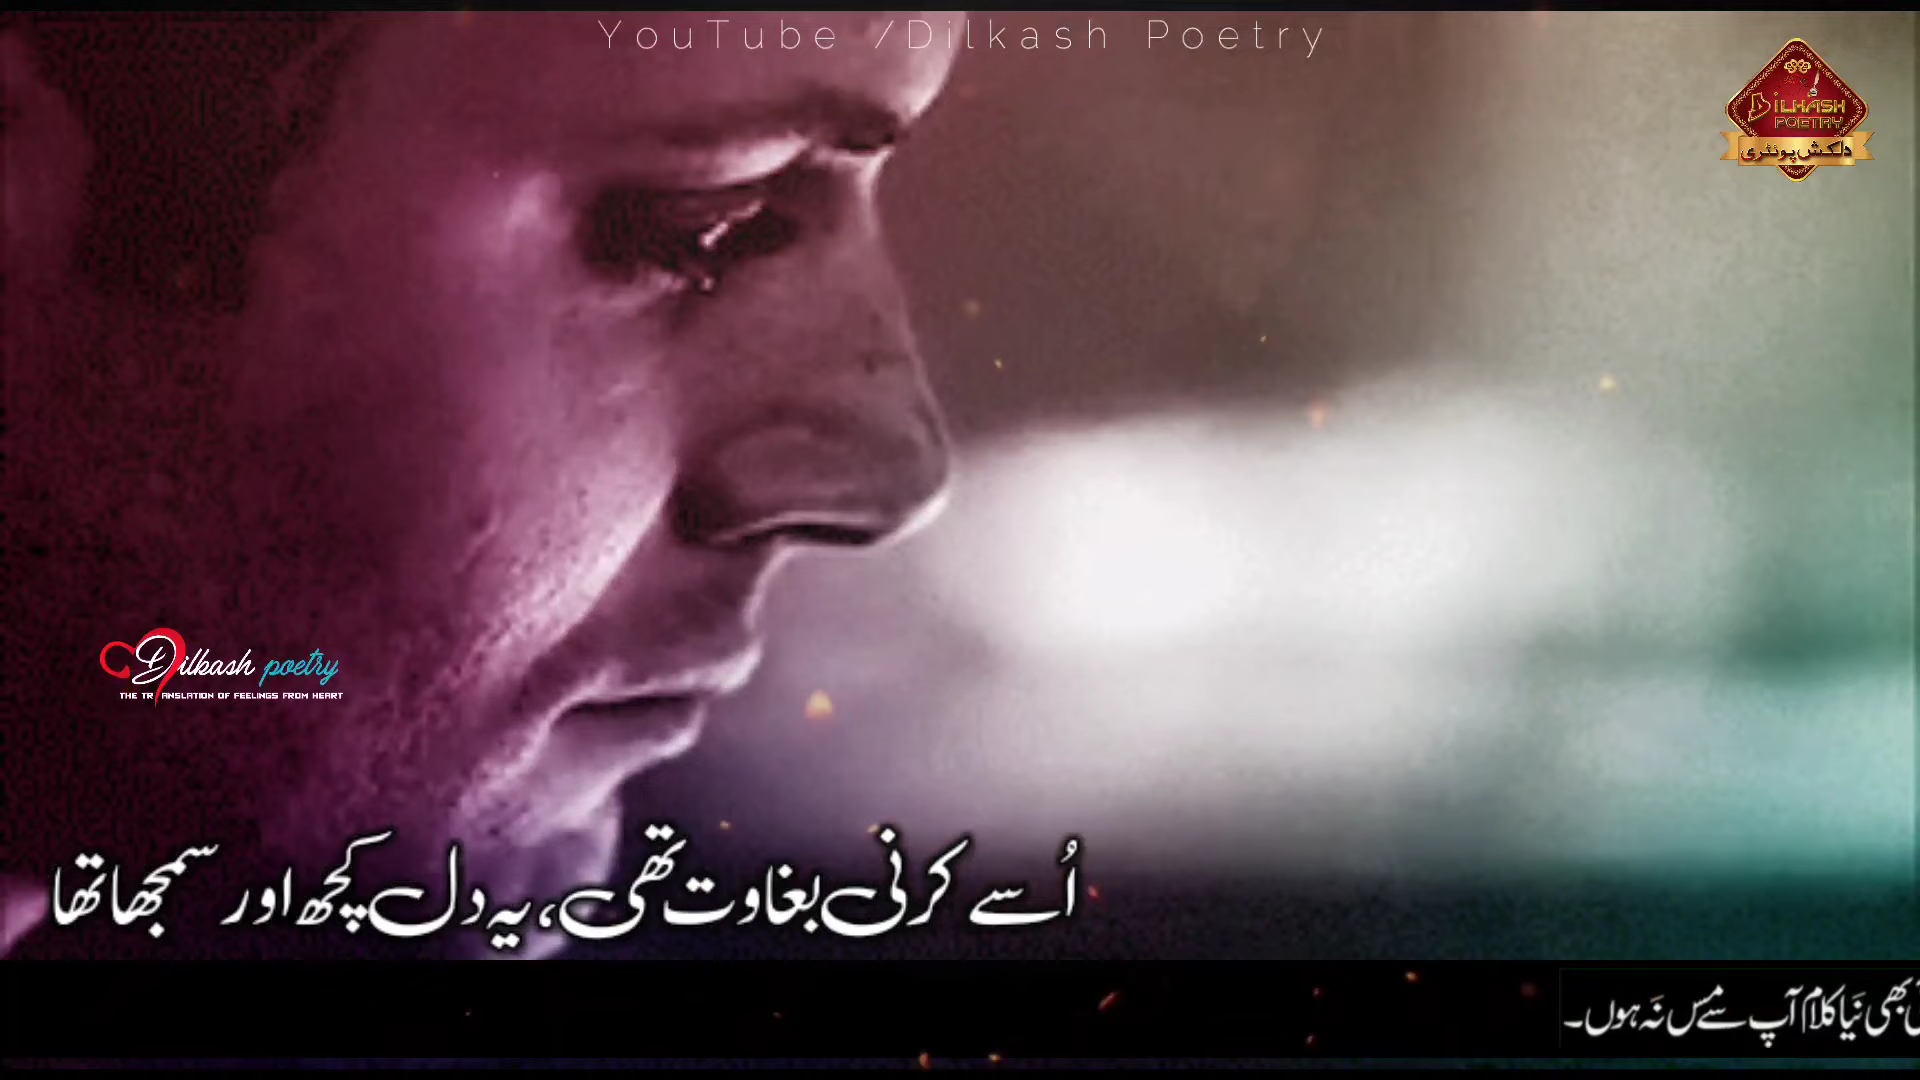 YouTube /Dilkash Poetry
DiLKASH
POETRY
دلکش پوئٹری
Dilkash poetry
THE TRANSLATION OF FEELINGS FROM HEART
اُسے کرنی بغاوت تھی، یہ دل کچھ اور سمجھا تھا
بھی نیا کلام آپ سے مس نہ ہوں۔